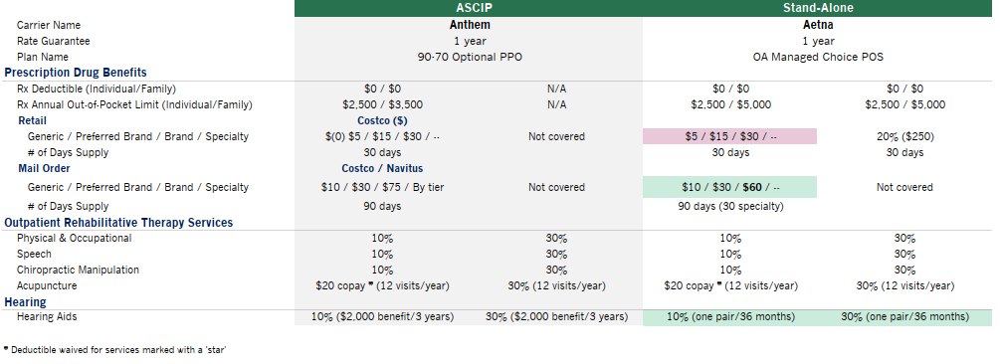 ASCIP Stand-Alone
Carrier Name Anthem Aetna
Rate Guarantee 1 year 1 year
Plan Name 90-70 Optional PPO OA Managed Choice POS
Prescription Drug Benefits
Rx Deductible (Individual/Family) $0 / $0 N/A $0 / $0 $0 / $0
Rx Annual Out-of-Pocket Limit (Individual/Family) $2,500 / $3,500 N/A $2,500 / $5,000 $2,500 / $5,000
Retail Costco ($)
Generic / Preferred Brand / Brand / Specialty $(0) $5 / $15 / $30 / -- Not covered $5 / $15 / $30 / -- 20% ($250)
# of Days Supply 30 days 30 days 30 days
Mail Order Costco / Navitus
Generic / Preferred Brand / Brand / Specialty $10 / $30 / $75 / By tier Not covered $10 / $30 / $60 / -- Not covered
# of Days Supply 90 days 90 days (30 specialty)
Outpatient Rehabilitative Therapy Services
Physical & Occupational 10% 30% 10% 30%
Speech 10% 30% 10% 30%
Chiropractic Manipulation 10% 30% 10% 30%
Acupuncture $20 copay * (12 visits/year) 30% (12 visits/year) $20 copay * (12 visits/year) 30% (12 visits/year)
Hearing
Hearing Aids 10% ($2,000 benefit/3 years) 30% ($2,000 benefit/3 years) 10% (one pair/36 months) 30% (one pair/36 months)
* Deductible waived for services marked with a 'star'